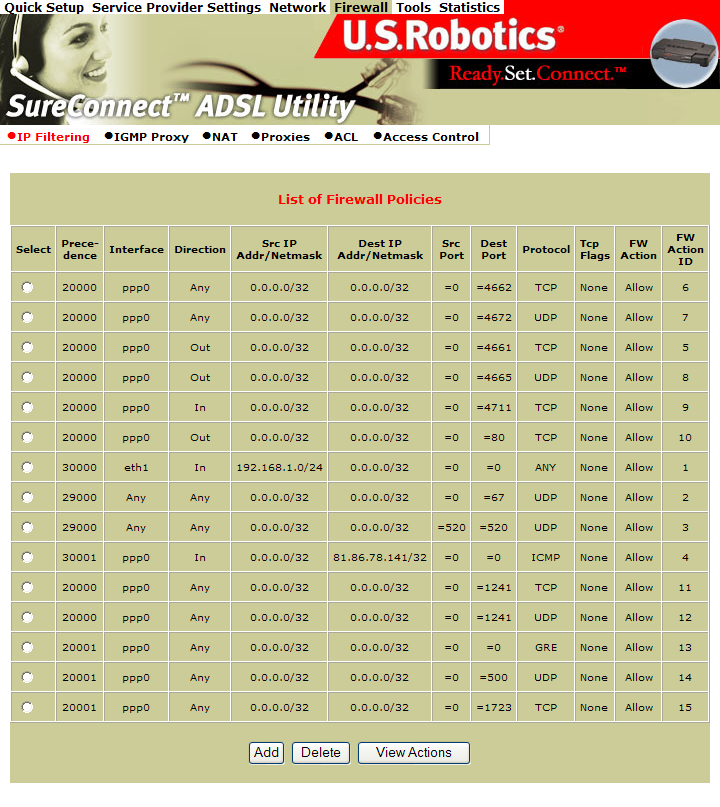 Quick Setup Service Provider Settings Network Firewall Tools Statistics
U.S.Robotics®
Ready.Set.Connect.™
SureConnect™ ADSL Utility
IP Filtering IGMP Proxy NAT Proxies ACL Access Control
List of Firewall Policies
Select Prece-dence Interface Direction Src IP Addr/Netmask Dest IP Addr/Netmask Src Port Dest Port Protocol Tcp Flags FW Action FW Action ID
20000 ppp0 Any 0.0.0.0/32 0.0.0.0/32 =0 =4662 TCP None Allow 6
20000 ppp0 Any 0.0.0.0/32 0.0.0.0/32 =0 =4672 UDP None Allow 7
20000 ppp0 Out 0.0.0.0/32 0.0.0.0/32 =0 =4661 TCP None Allow 5
20000 ppp0 Out 0.0.0.0/32 0.0.0.0/32 =0 =4665 UDP None Allow 8
20000 ppp0 In 0.0.0.0/32 0.0.0.0/32 =0 =4711 TCP None Allow 9
20000 ppp0 Out 0.0.0.0/32 0.0.0.0/32 =0 =80 TCP None Allow 10
30000 eth1 In 192.168.1.0/24 0.0.0.0/32 =0 =0 ANY None Allow 1
29000 Any Any 0.0.0.0/32 0.0.0.0/32 =0 =67 UDP None Allow 2
29000 Any Any 0.0.0.0/32 0.0.0.0/32 =520 =520 UDP None Allow 3
30001 ppp0 In 0.0.0.0/32 81.86.78.141/32 =0 =0 ICMP None Allow 4
20000 ppp0 Any 0.0.0.0/32 0.0.0.0/32 =0 =1241 TCP None Allow 11
20000 ppp0 Any 0.0.0.0/32 0.0.0.0/32 =0 =1241 UDP None Allow 12
20001 ppp0 Any 0.0.0.0/32 0.0.0.0/32 =0 =0 GRE None Allow 13
20001 ppp0 Any 0.0.0.0/32 0.0.0.0/32 =0 =500 UDP None Allow 14
20001 ppp0 Any 0.0.0.0/32 0.0.0.0/32 =0 =1723 TCP None Allow 15
Add Delete View Actions